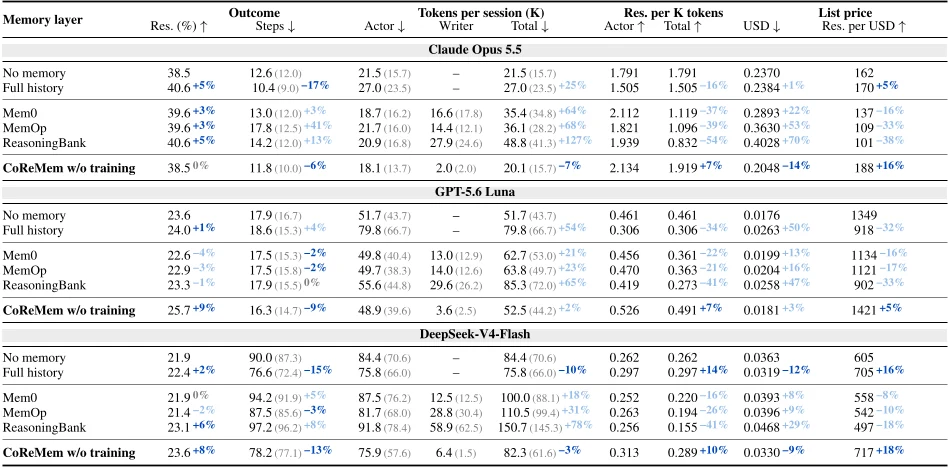 Memory layer Outcome Tokens per session (K) Res. per K tokens List price
Res. (%) ↑ Steps ↓ Actor ↓ Writer Total ↓ Actor ↑ Total ↑ USD ↓ Res. per USD ↑
Claude Opus 5.5
No memory 38.5 12.6 (12.0) 21.5 (15.7) – 21.5 (15.7) 1.791 1.791 0.2370 162
Full history 40.6 +5% 10.4 (9.0) −17% 27.0 (23.5) – 27.0 (23.5) +25% 1.505 1.505 −16% 0.2384 +1% 170 +5%
Mem0 39.6 +3% 13.0 (12.0) +3% 18.7 (16.2) 16.6 (17.8) 35.4 (34.8) +64% 2.112 1.119 −37% 0.2893 +22% 137 −16%
MemOp 39.6 +3% 17.8 (12.5) +41% 21.7 (16.0) 14.4 (12.1) 36.1 (28.2) +68% 1.821 1.096 −39% 0.3630 +53% 109 −33%
ReasoningBank 40.6 +5% 14.2 (12.0) +13% 20.9 (16.8) 27.9 (24.6) 48.8 (41.3) +127% 1.939 0.832 −54% 0.4028 +70% 101 −38%
CoReMem w/o training 38.5 0% 11.8 (10.0) −6% 18.1 (13.7) 2.0 (2.0) 20.1 (15.7) −7% 2.134 1.919 +7% 0.2048 −14% 188 +16%
GPT-5.6 Luna
No memory 23.6 17.9 (16.7) 51.7 (43.7) – 51.7 (43.7) 0.461 0.461 0.0176 1349
Full history 24.0 +1% 18.6 (15.3) +4% 79.8 (66.7) – 79.8 (66.7) +54% 0.306 0.306 −34% 0.0263 +50% 918 −32%
Mem0 22.6 −4% 17.5 (15.3) −2% 49.8 (40.4) 13.0 (12.9) 62.7 (53.0) +21% 0.456 0.361 −22% 0.0199 +13% 1134 −16%
MemOp 22.9 −3% 17.5 (15.8) −2% 49.7 (38.3) 14.0 (12.6) 63.8 (49.7) +23% 0.470 0.363 −21% 0.0204 +16% 1121 −17%
ReasoningBank 23.3 −1% 17.9 (15.5) 0% 55.6 (44.8) 29.6 (26.2) 85.3 (72.0) +65% 0.419 0.273 −41% 0.0258 +47% 902 −33%
CoReMem w/o training 25.7 +9% 16.3 (14.7) −9% 48.9 (39.6) 3.6 (2.5) 52.5 (44.2) +2% 0.526 0.491 +7% 0.0181 +3% 1421 +5%
DeepSeek-V4-Flash
No memory 21.9 90.0 (87.3) 84.4 (70.6) – 84.4 (70.6) 0.262 0.262 0.0363 605
Full history 22.4 +2% 76.6 (72.4) −15% 75.8 (66.0) – 75.8 (66.0) −10% 0.297 0.297 +14% 0.0319 −12% 705 +16%
Mem0 21.9 0% 94.2 (91.9) +5% 87.5 (76.2) 12.5 (12.5) 100.0 (88.1) +18% 0.252 0.220 −16% 0.0393 +8% 558 −8%
MemOp 21.4 −2% 87.5 (85.6) −3% 81.7 (68.0) 28.8 (30.4) 110.5 (99.4) +31% 0.263 0.194 −26% 0.0396 +9% 542 −10%
ReasoningBank 23.1 +6% 97.2 (96.2) +8% 91.8 (78.4) 58.9 (62.5) 150.7 (145.3) +78% 0.256 0.155 −41% 0.0468 +29% 497 −18%
CoReMem w/o training 23.6 +8% 78.2 (77.1) −13% 75.9 (57.6) 6.4 (1.5) 82.3 (61.6) −3% 0.313 0.289 +10% 0.0330 −9% 717 +18%